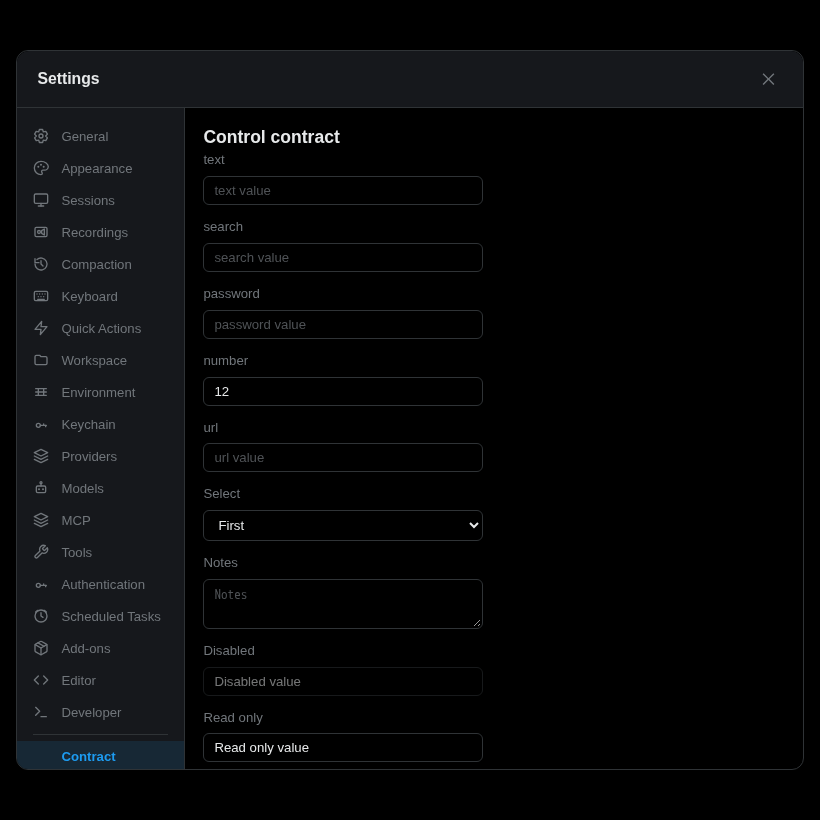 Settings
General
Appearance
Sessions
Recordings
Compaction
Keyboard
Quick Actions
Workspace
Environment
Keychain
Providers
Models
MCP
Tools
Authentication
Scheduled Tasks
Add-ons
Editor
Developer
Contract
Control contract
text
text value
search
search value
password
password value
number
12
url
url value
Select
First
Notes
Notes
Disabled
Disabled value
Read only
Read only value